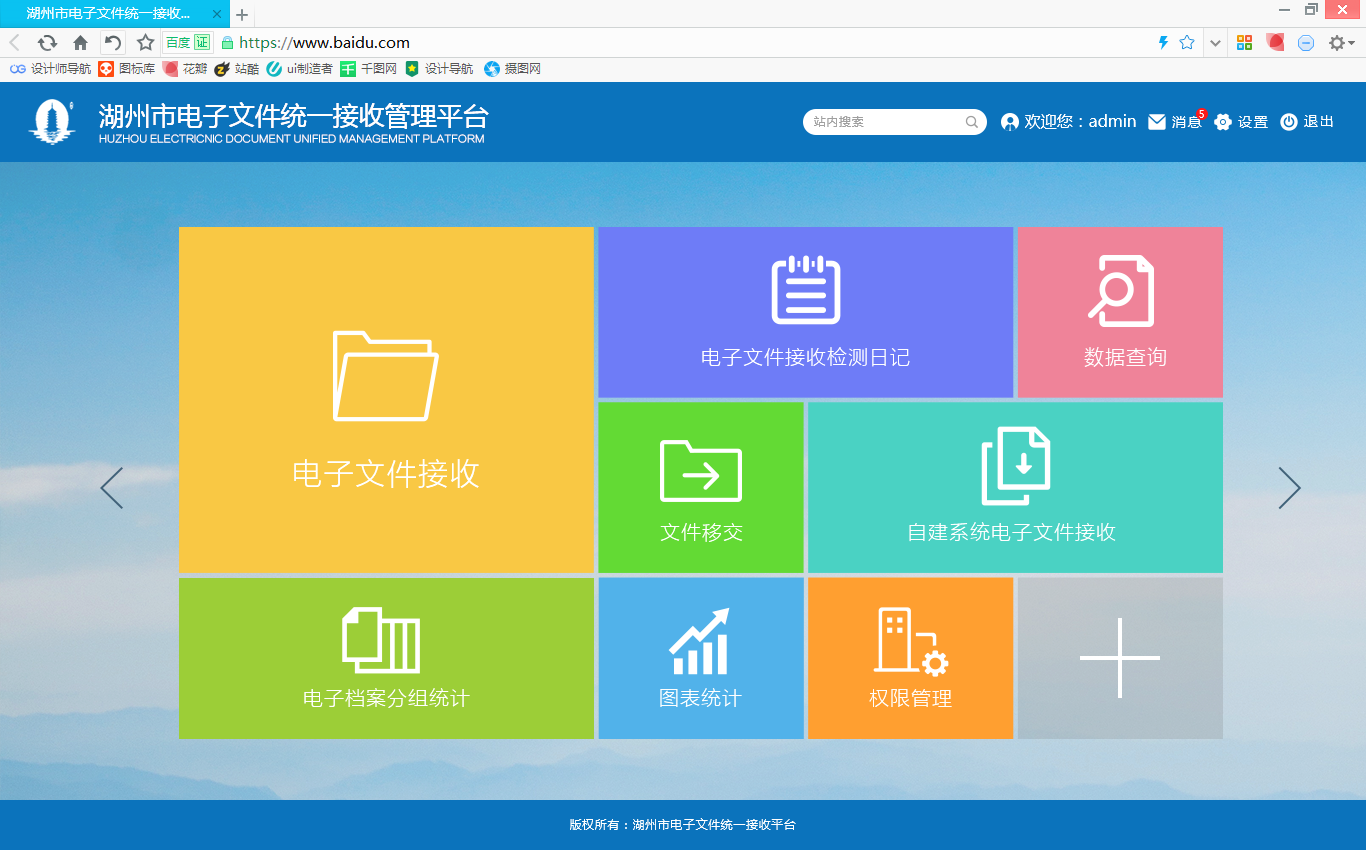 湖州市电子文件统一接收...
百度 证 https://www.baidu.com
设计师导航 图标库 花瓣 站酷 ui制造者 千图网 设计导航 摄图网
湖州市电子文件统一接收管理平台
HUZHOU ELECTRICNIC DOCUMENT UNIFIED MANAGEMENT PLATFORM
站内搜索 欢迎您：admin 消息 5 设置 退出
电子文件接收
电子文件接收检测日记
数据查询
文件移交
自建系统电子文件接收
电子档案分组统计
图表统计
权限管理
版权所有：湖州市电子文件统一接收平台